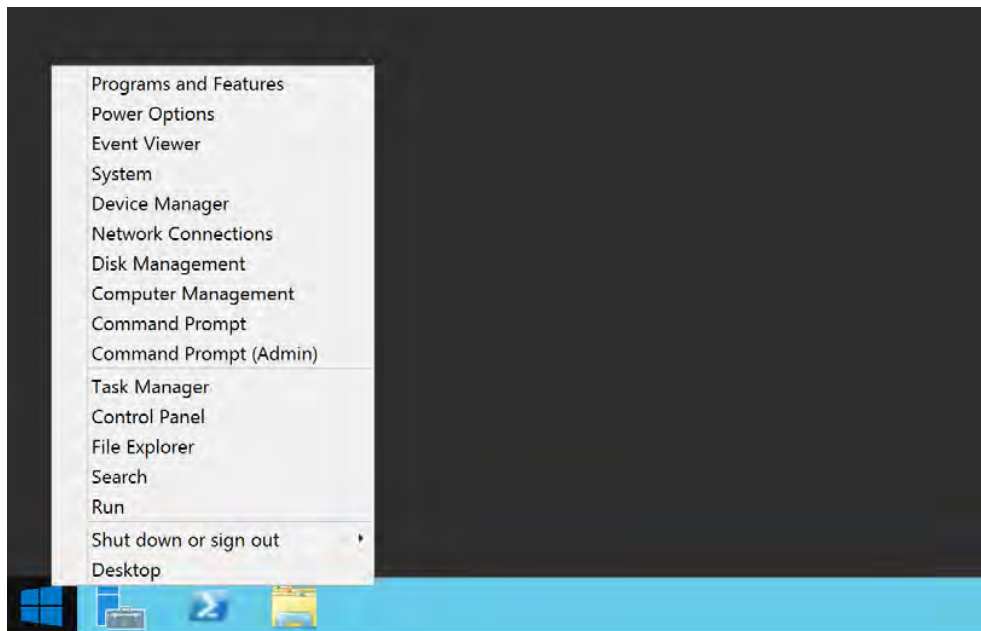 Programs and Features
Power Options
Event Viewer
System
Device Manager
Network Connections
Disk Management
Computer Management
Command Prompt
Command Prompt (Admin)
Task Manager
Control Panel
File Explorer
Search
Run
Shut down or sign out
Desktop